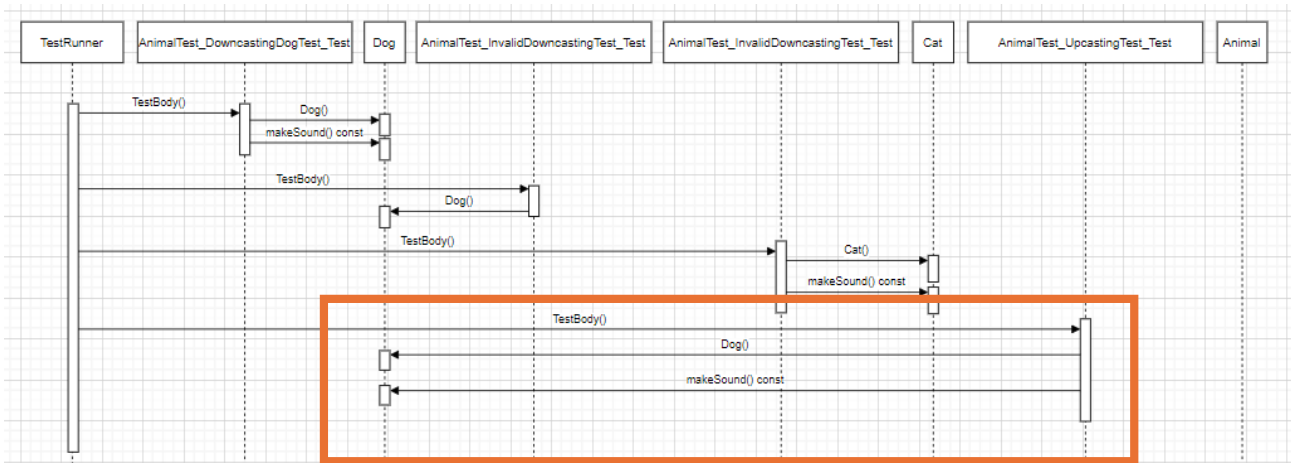 TestRunner
AnimalTest_DowncastingDogTest_Test
Dog
AnimalTest_InvalidDowncastingTest_Test
AnimalTest_InvalidDowncastingTest_Test
Cat
AnimalTest_UpcastingTest_Test
Animal
TestBody()
Dog()
makeSound() const
TestBody()
Dog()
TestBody()
Cat()
makeSound() const
TestBody()
Dog()
makeSound() const